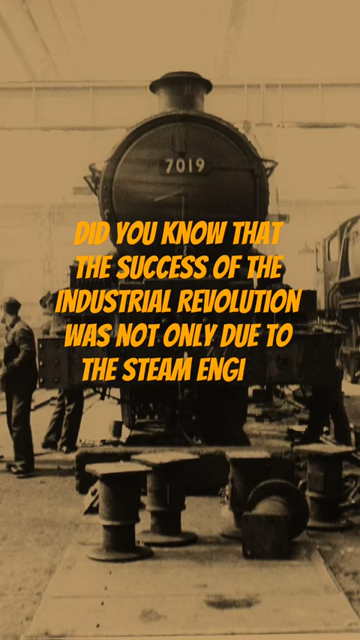 7019
DID YOU KNOW THAT
THE SUCCESS OF THE
INDUSTRIAL REVOLUTION
WAS NOT ONLY DUE TO
THE STEAM ENGI